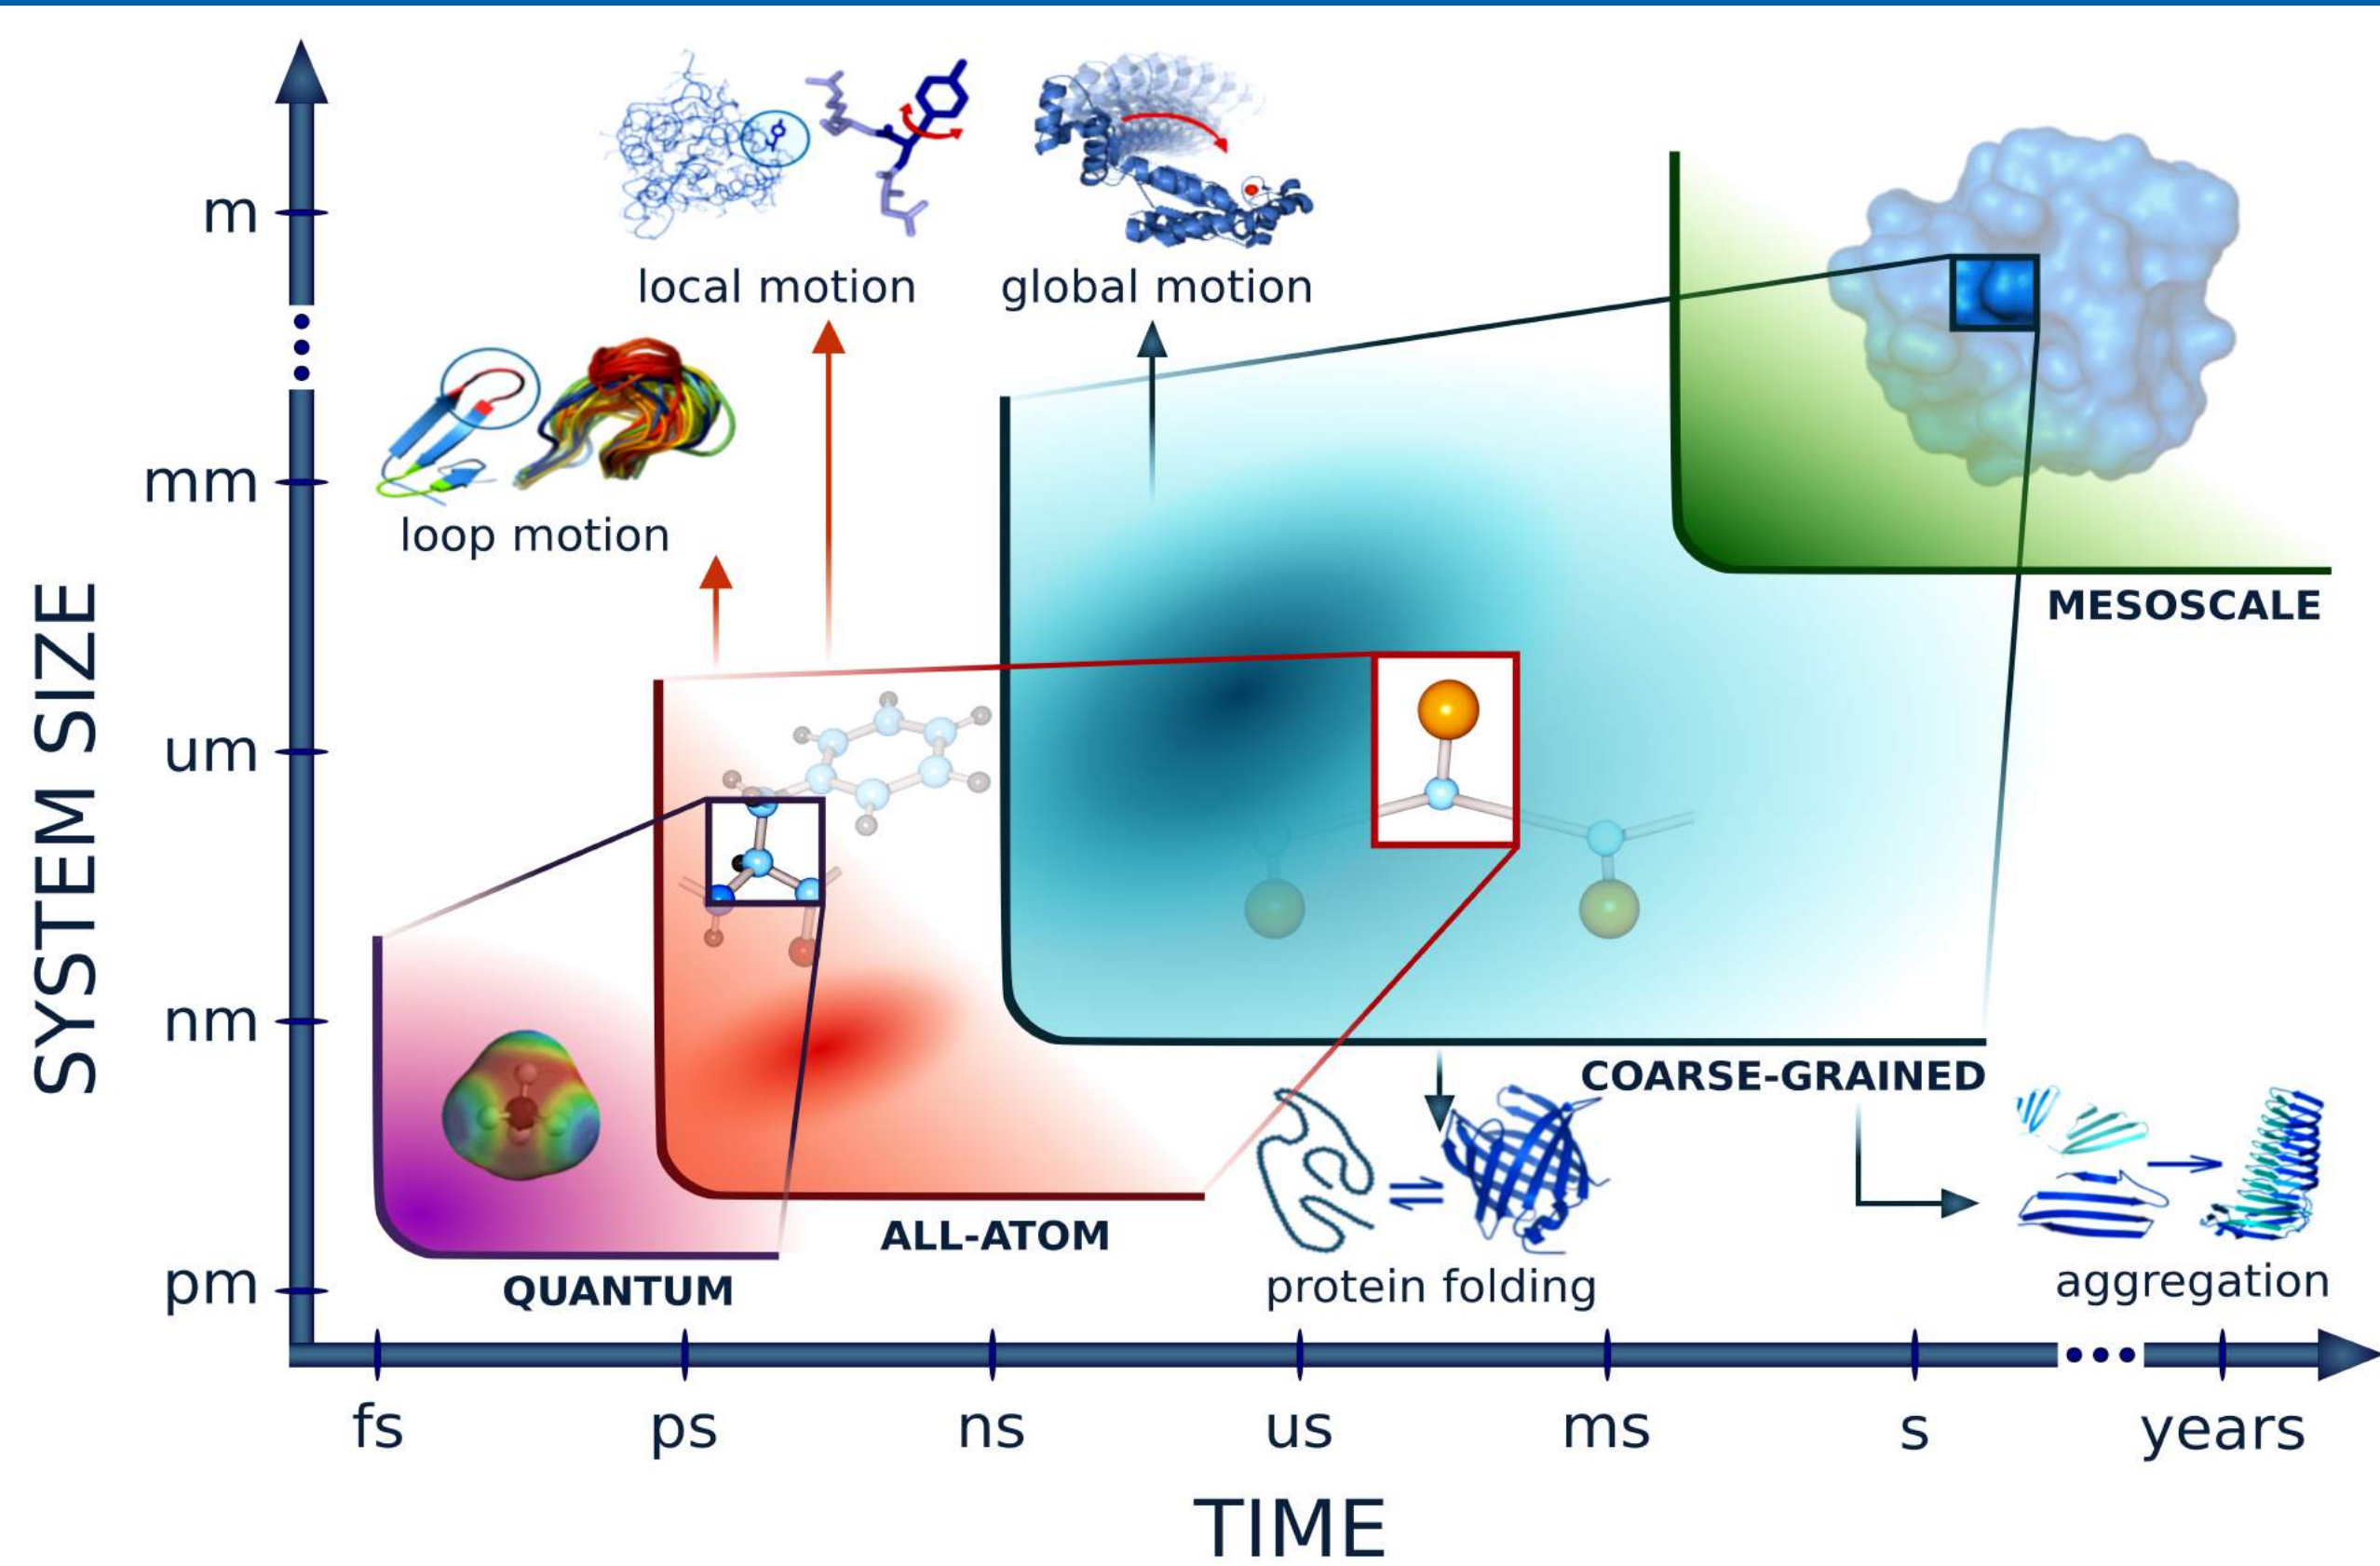 local motion
global motion
loop motion
MESOSCALE
COARSE-GRAINED
ALL-ATOM
QUANTUM
protein folding
aggregation
SYSTEM SIZE
m
mm
um
nm
pm
fs
ps
ns
us
ms
s
years
TIME